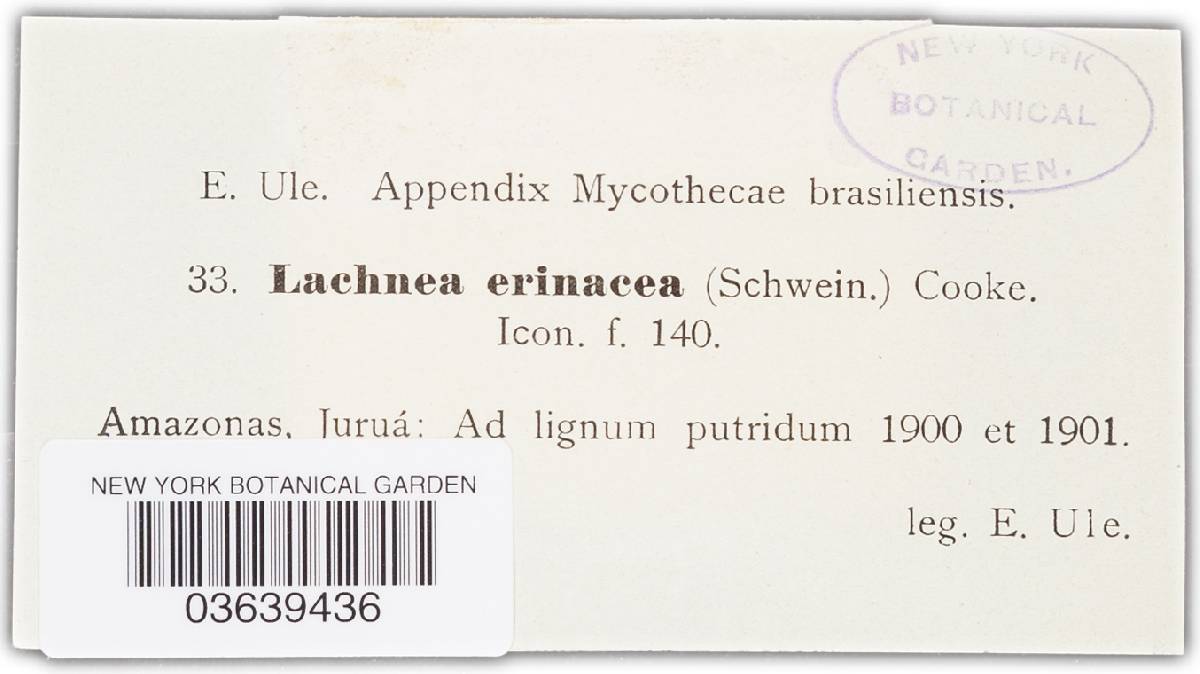 NEW YORK
BOTANICAL
GARDEN.
E. Ule. Appendix Mycothecae brasiliensis.
33. Lachnea erinacea (Schwein.) Cooke.
Icon. f. 140.
Amazonas, Juruá: Ad lignum putridum 1900 et 1901.
leg. E. Ule.
NEW YORK BOTANICAL GARDEN
03639436